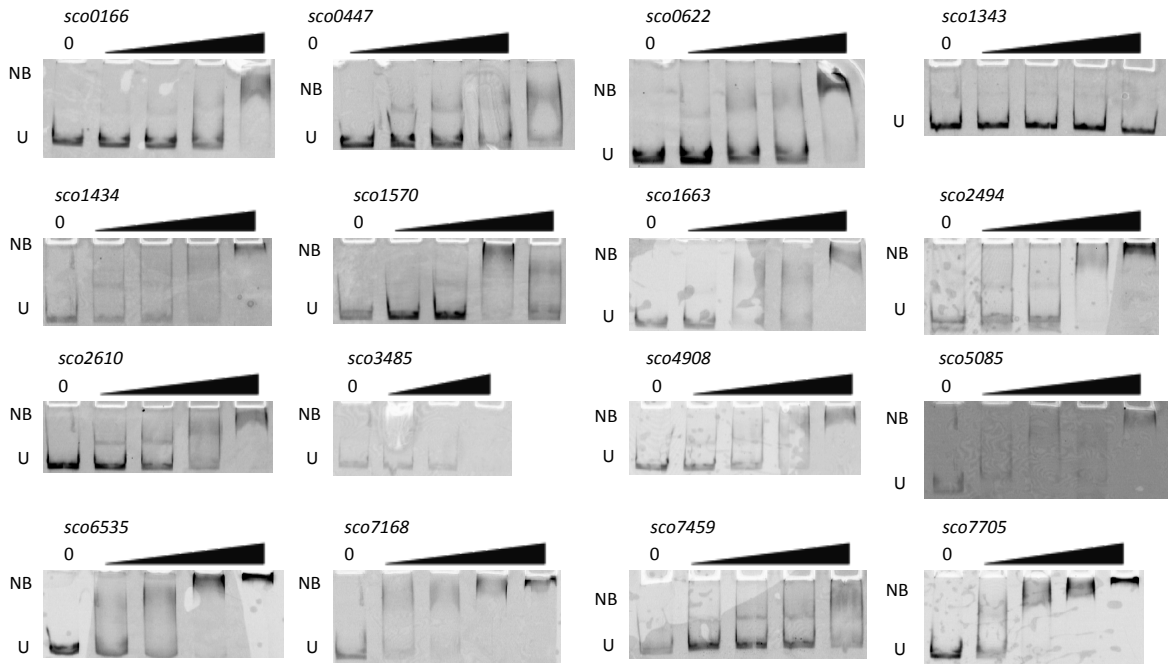 sco0166 sco0447 sco0622 sco1343
0 0 0 0
NB NB NB
U U U U
sco1434 sco1570 sco1663 sco2494
0 0 0 0
NB NB NB NB
U U U U
sco2610 sco3485 sco4908 sco5085
0 0 0 0
NB NB NB NB
U U U U
sco6535 sco7168 sco7459 sco7705
0 0 0 0
NB NB NB NB
U U U U